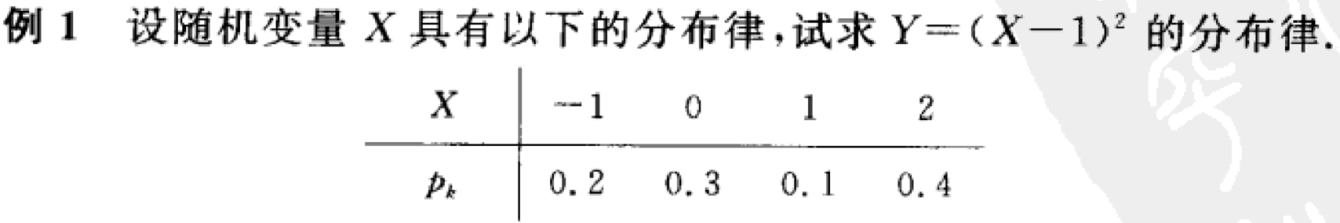 例 1 设随机变量 X 具有以下的分布律,试求 Y=(X-1)² 的分布律.
X -1 0 1 2
pₖ 0.2 0.3 0.1 0.4